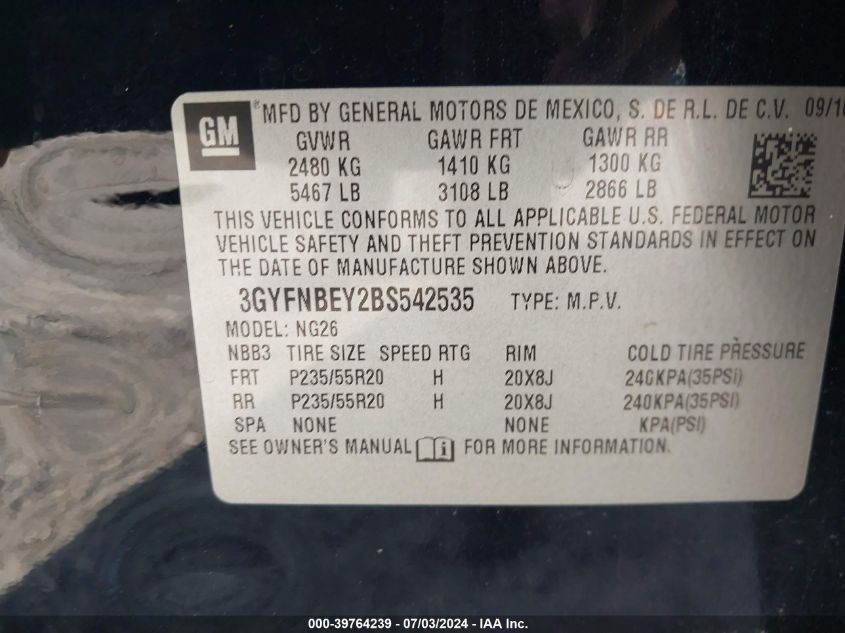 GM
® MFD BY GENERAL MOTORS DE MEXICO, S. DE R.L. DE C.V. 09/10
GVWR GAWR FRT GAWR RR
2480 KG 1410 KG 1300 KG
5467 LB 3108 LB 2866 LB
THIS VEHICLE CONFORMS TO ALL APPLICABLE U.S. FEDERAL MOTOR
VEHICLE SAFETY AND THEFT PREVENTION STANDARDS IN EFFECT ON
THE DATE OF MANUFACTURE SHOWN ABOVE.
3GYFNBEY2BS542535 TYPE: M.P.V.
MODEL: NG26
NBB3 TIRE SIZE SPEED RTG RIM COLD TIRE PRESSURE
FRT P235/55R20 H 20X8J 240KPA(35PSI)
RR P235/55R20 H 20X8J 240KPA(35PSI)
SPA NONE NONE KPA(PSI)
SEE OWNER'S MANUAL i FOR MORE INFORMATION.
000-39764239 / 07/03/2024 - IAA Inc.